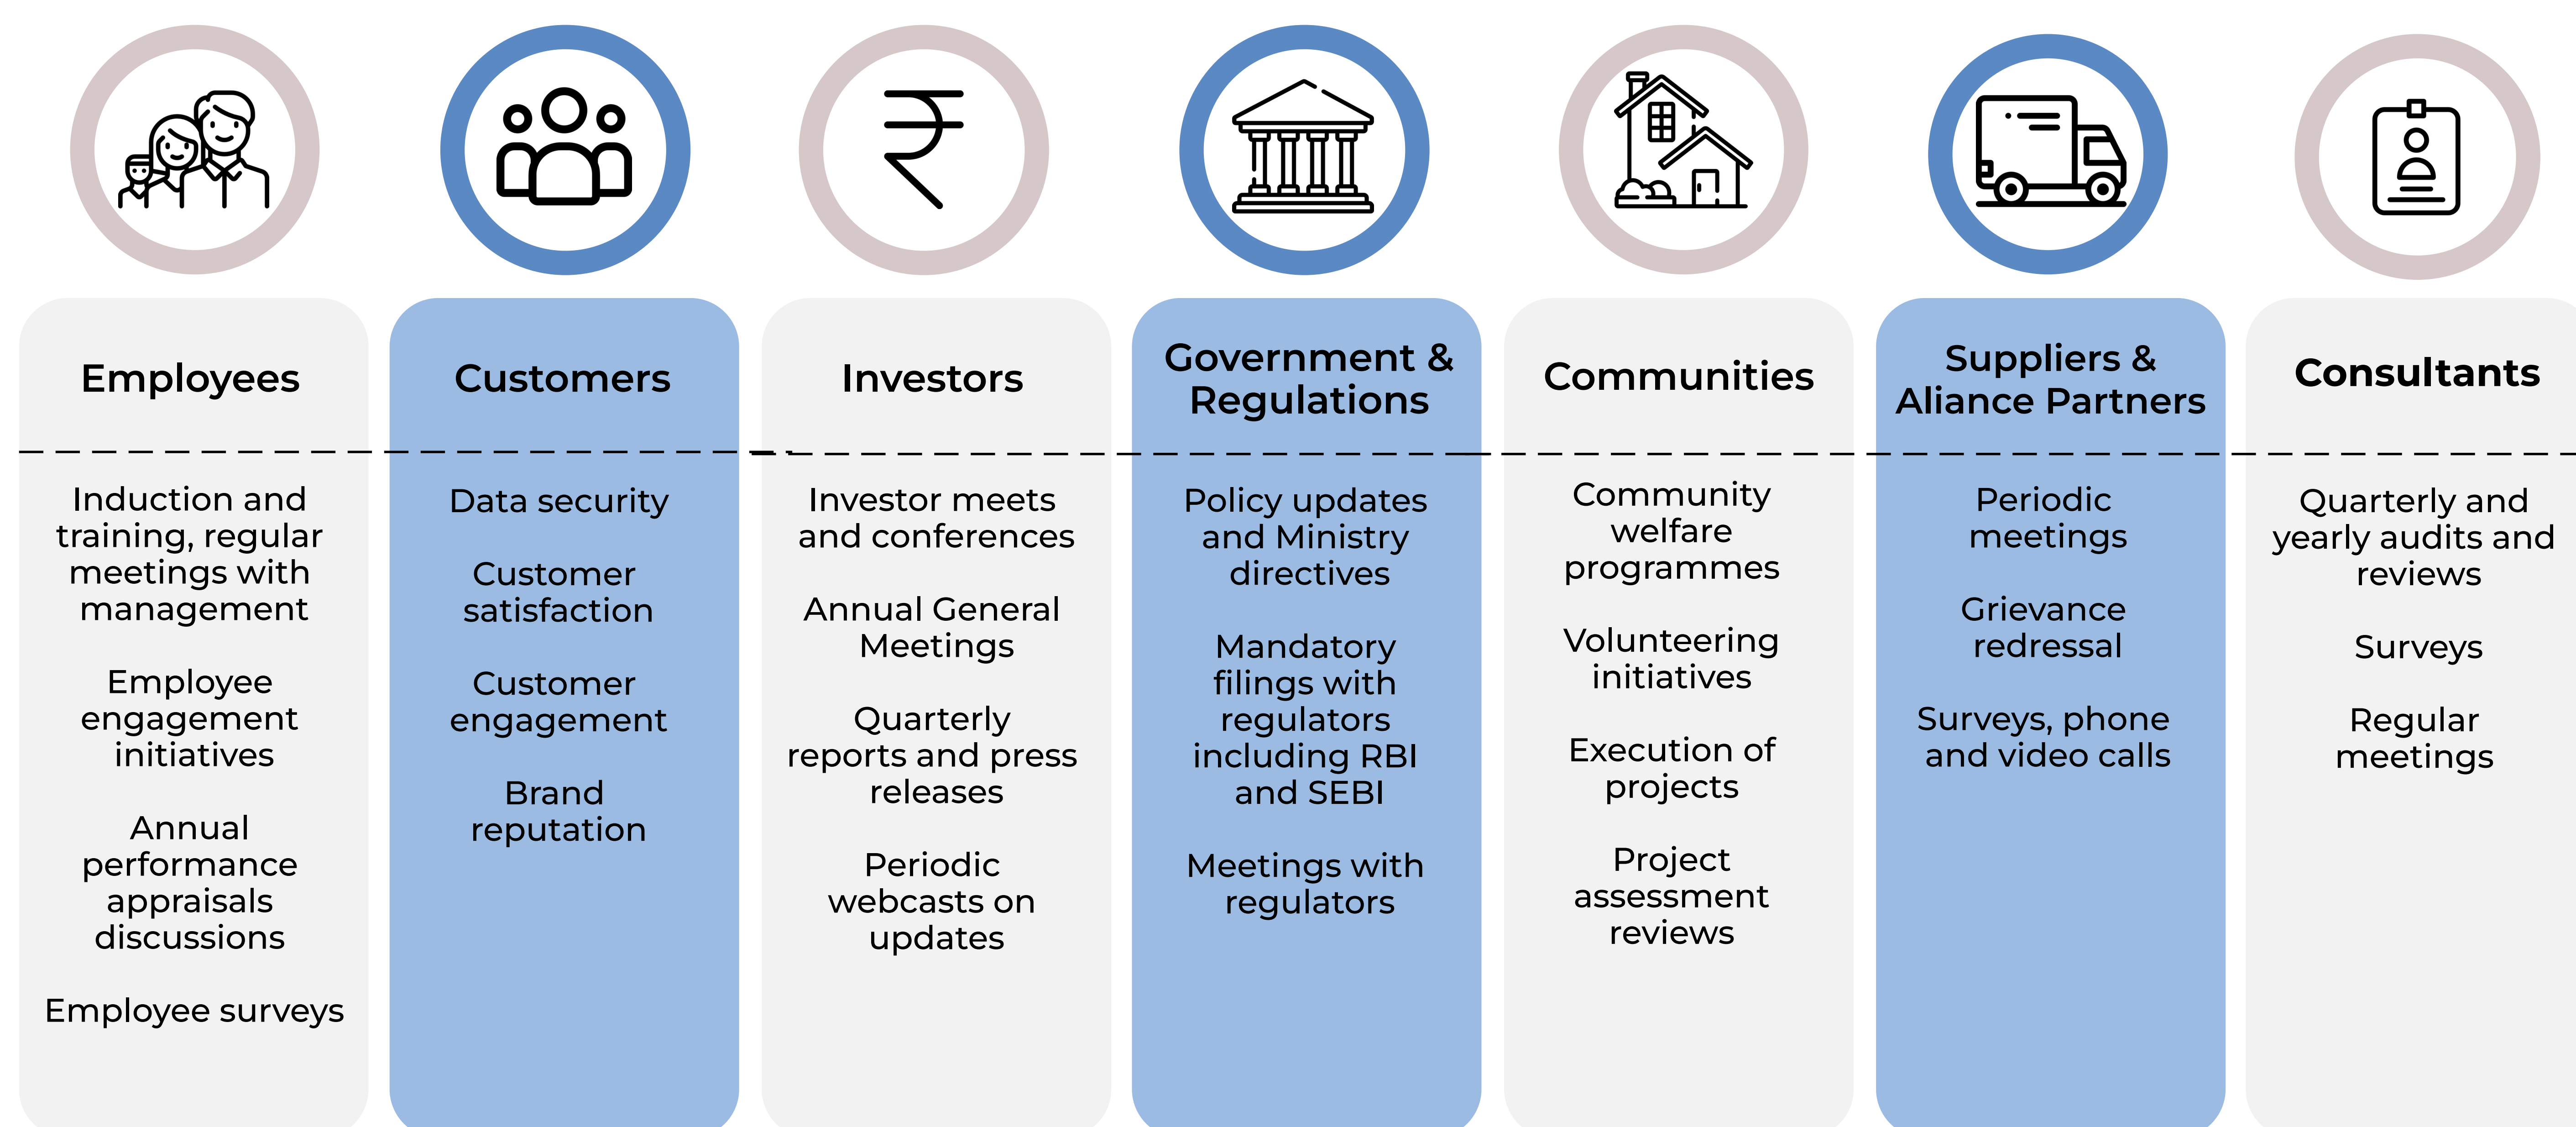 Employees
Induction and
training, regular
meetings with
management
Employee
engagement
initiatives
Annual
performance
appraisals
discussions
Employee surveys
Customers
Data security
Customer
satisfaction
Customer
engagement
Brand
reputation
Investors
Investor meets
and conferences
Annual General
Meetings
Quarterly
reports and press
releases
Periodic
webcasts on
updates
Government &
Regulations
Policy updates
and Ministry
directives
Mandatory
filings with
regulators
including RBI
and SEBI
Meetings with
regulators
Communities
Community
welfare
programmes
Volunteering
initiatives
Execution of
projects
Project
assessment
reviews
Suppliers &
Aliance Partners
Periodic
meetings
Grievance
redressal
Surveys, phone
and video calls
Consultants
Quarterly and
yearly audits and
reviews
Surveys
Regular
meetings